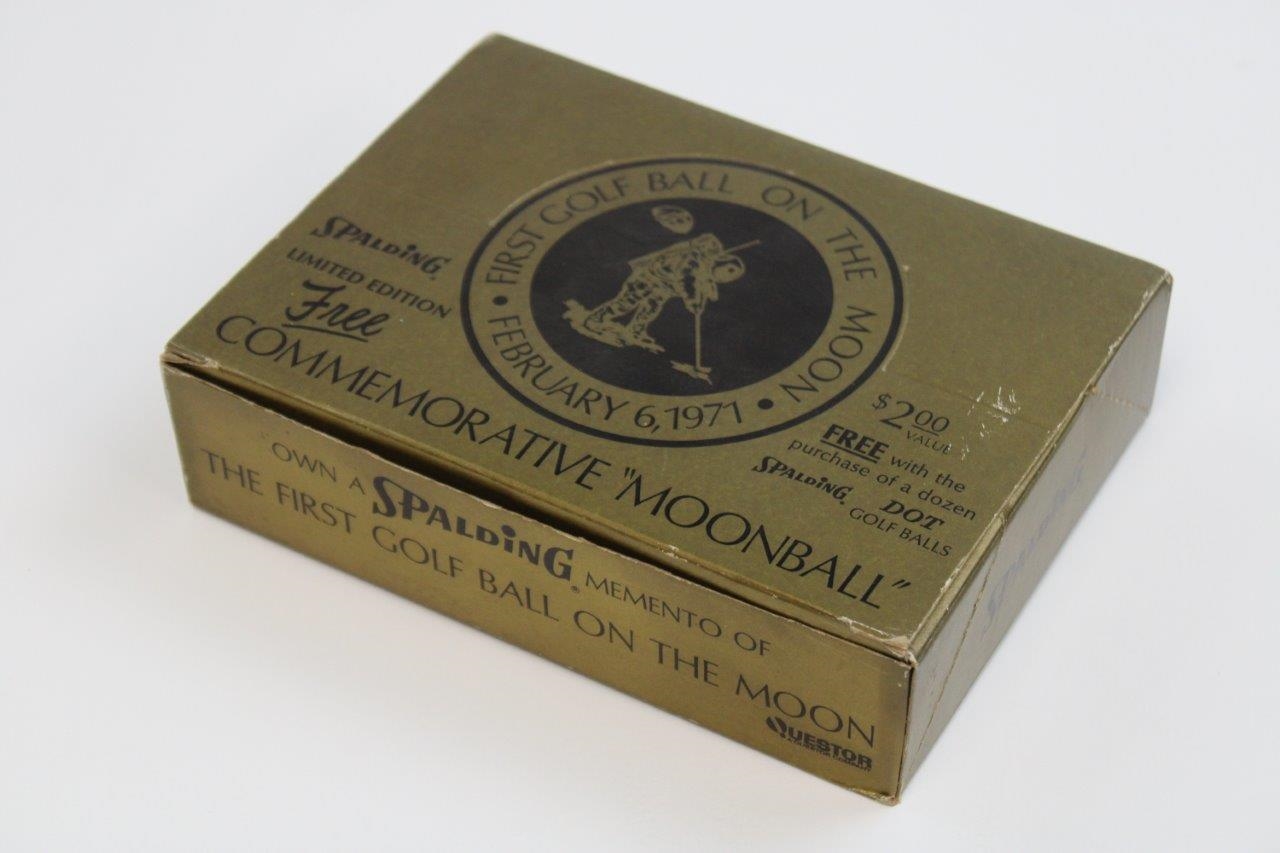 FIRST GOLF BALL ON THE MOON
• FEBRUARY 6, 1971 •
SPALDING
LIMITED EDITION
Free
COMMEMORATIVE "MOONBALL"
$2.00
VALUE
FREE with the
purchase of a dozen
SPALDING. DOT
GOLF BALLS
OWN A SPALDING® MEMENTO OF
THE FIRST GOLF BALL ON THE MOON
QUESTOR
SPALDING